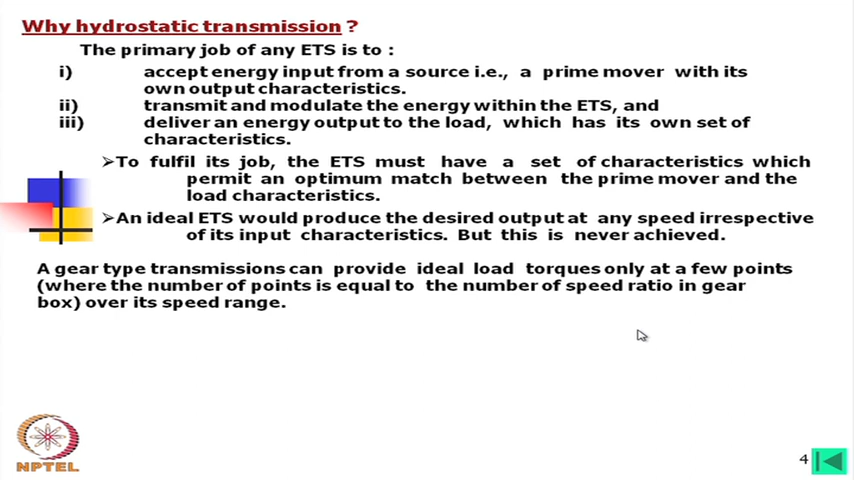 Why hydrostatic transmission ?
The primary job of any ETS is to :
i) accept energy input from a source i.e., a prime mover with its
own output characteristics.
ii) transmit and modulate the energy within the ETS, and
iii) deliver an energy output to the load, which has its own set of
characteristics.
➢To fulfil its job, the ETS must have a set of characteristics which
permit an optimum match between the prime mover and the
load characteristics.
➢An ideal ETS would produce the desired output at any speed irrespective
of its input characteristics. But this is never achieved.
A gear type transmissions can provide ideal load torques only at a few points
(where the number of points is equal to the number of speed ratio in gear
box) over its speed range.
NPTEL
4